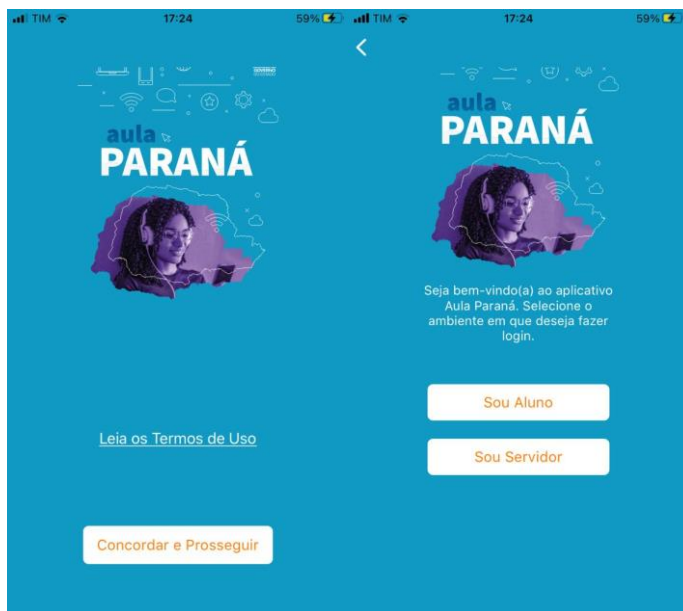 TIM 17:24 59%
aula
PARANÁ
Leia os Termos de Uso
Concordar e Prosseguir
TIM 17:24 59%
aula
PARANÁ
Seja bem-vindo(a) ao aplicativo
Aula Paraná. Selecione o
ambiente em que deseja fazer
login.
Sou Aluno
Sou Servidor